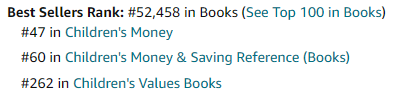 Best Sellers Rank: #52,458 in Books (See Top 100 in Books)
#47 in Children's Money
#60 in Children's Money & Saving Reference (Books)
#262 in Children's Values Books